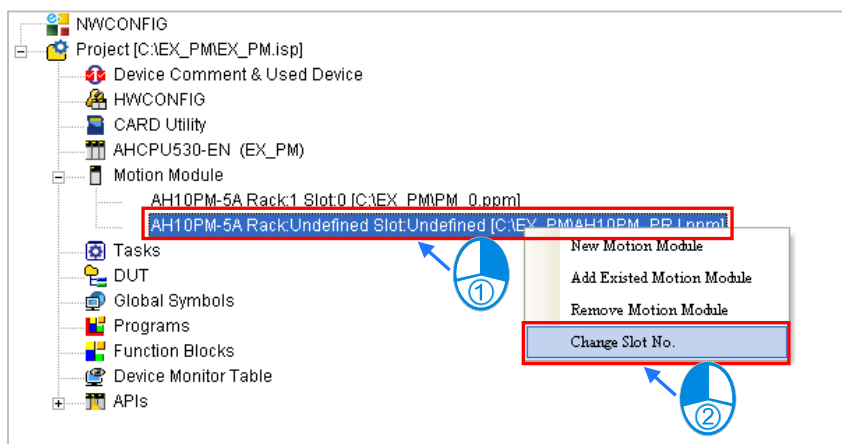 NWCONFIG
Project [C:\EX_PM\EX_PM.isp]
Device Comment & Used Device
HWCONFIG
CARD Utility
AHCPU530-EN (EX_PM)
Motion Module
AH10PM-5A Rack:1 Slot:0 [C:\EX_PM\PM_0.ppm]
AH10PM-5A Rack:Undefined Slot:Undefined [C:\EX_PM\AH10PM_PRJ.ppm]
New Motion Module
Add Existed Motion Module
Remove Motion Module
Change Slot No.
Tasks
DUT
Global Symbols
Programs
Function Blocks
Device Monitor Table
APIs
①
②